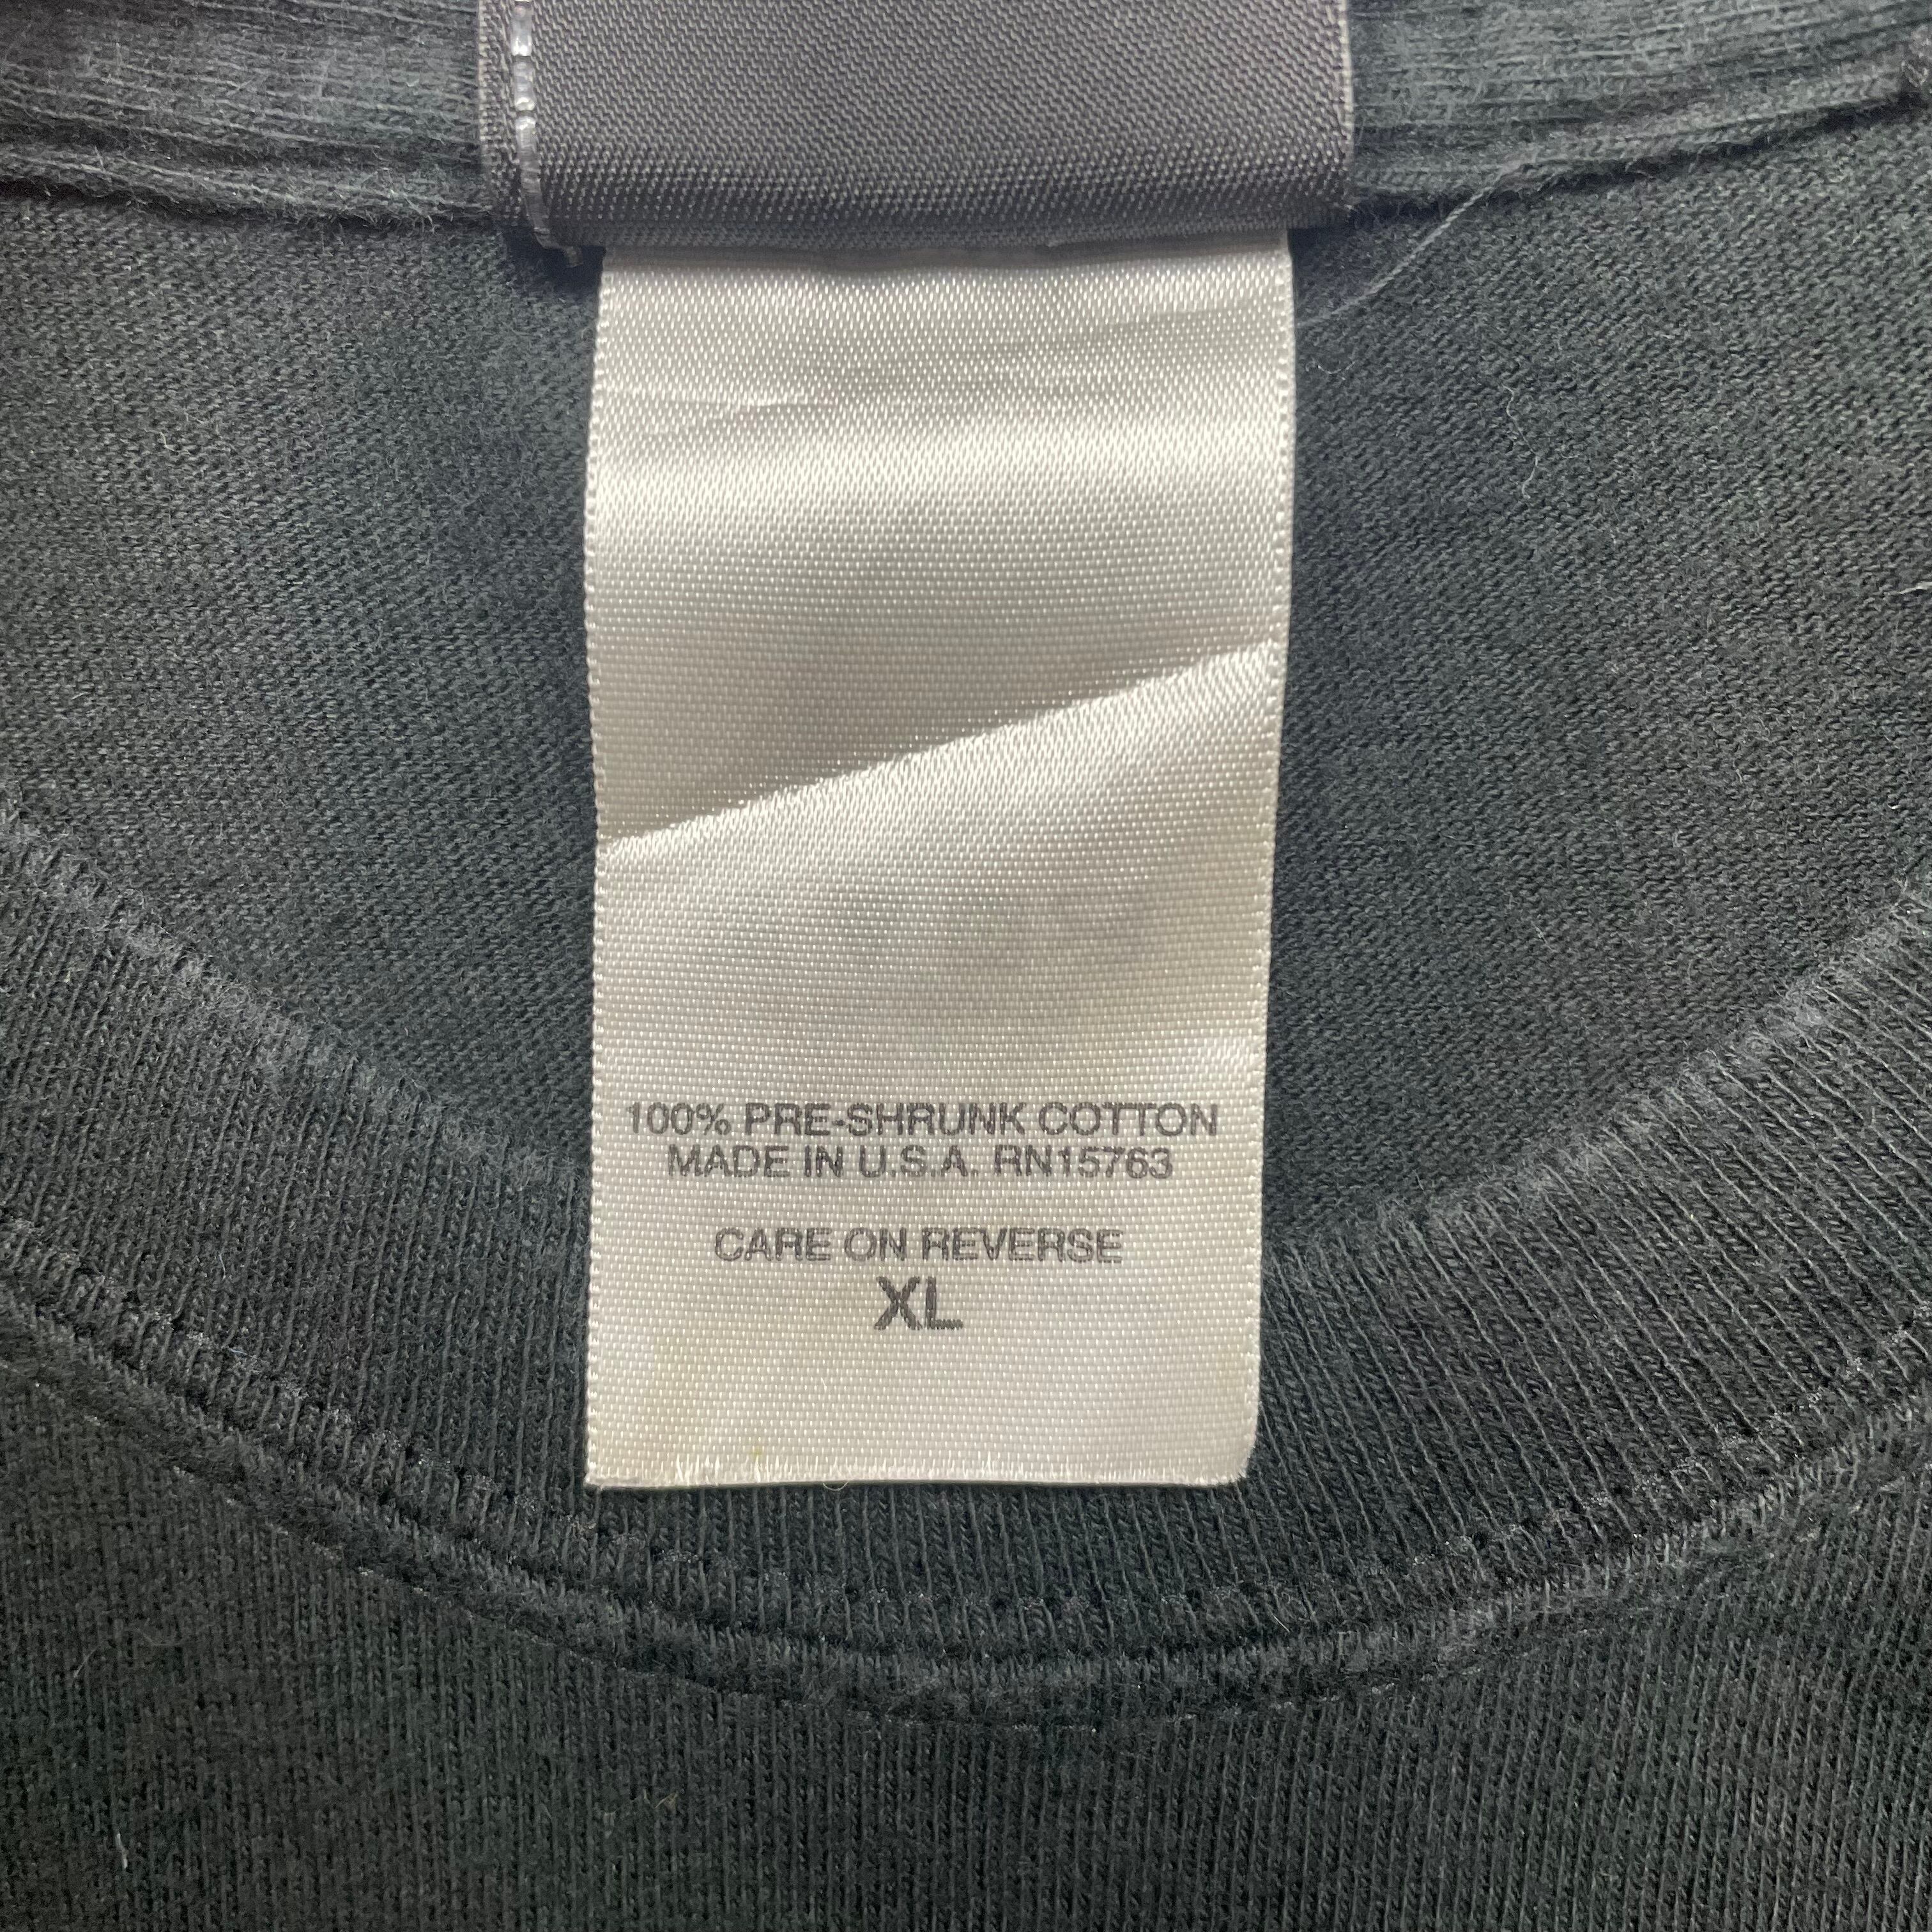 100% PRE-SHRUNK COTTON
MADE IN U.S.A. RN15763
CARE ON REVERSE
XL